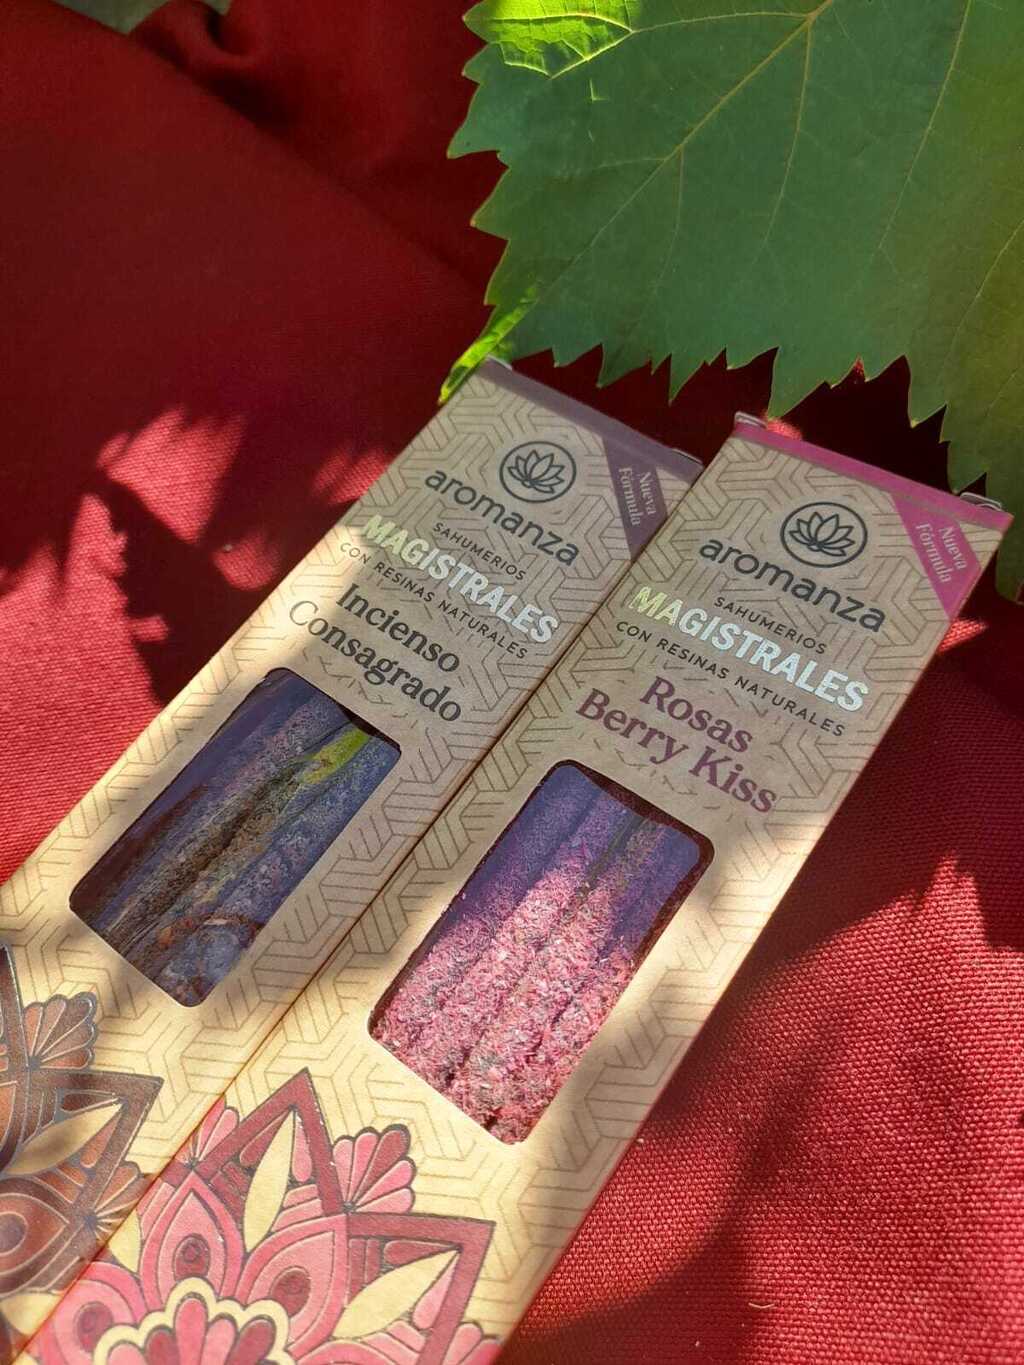 aromanza
Nueva
Fórmula
SAHUMERIOS
MAGISTRALES
CON RESINAS NATURALES
Incienso
Consagrado
aromanza
Nueva
Fórmula
SAHUMERIOS
MAGISTRALES
CON RESINAS NATURALES
Rosas
Berry Kiss